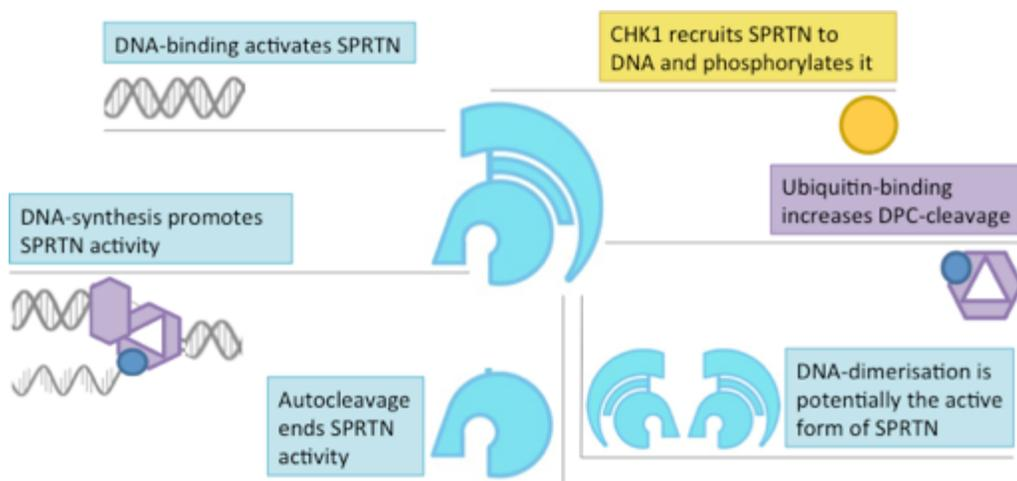 DNA-binding activates SPRTN
CHK1 recruits SPRTN to
DNA and phosphorylates it
Ubiquitin-binding
increases DPC-cleavage
DNA-synthesis promotes
SPRTN activity
Autocleavage
ends SPRTN
activity
DNA-dimerisation is
potentially the active
form of SPRTN